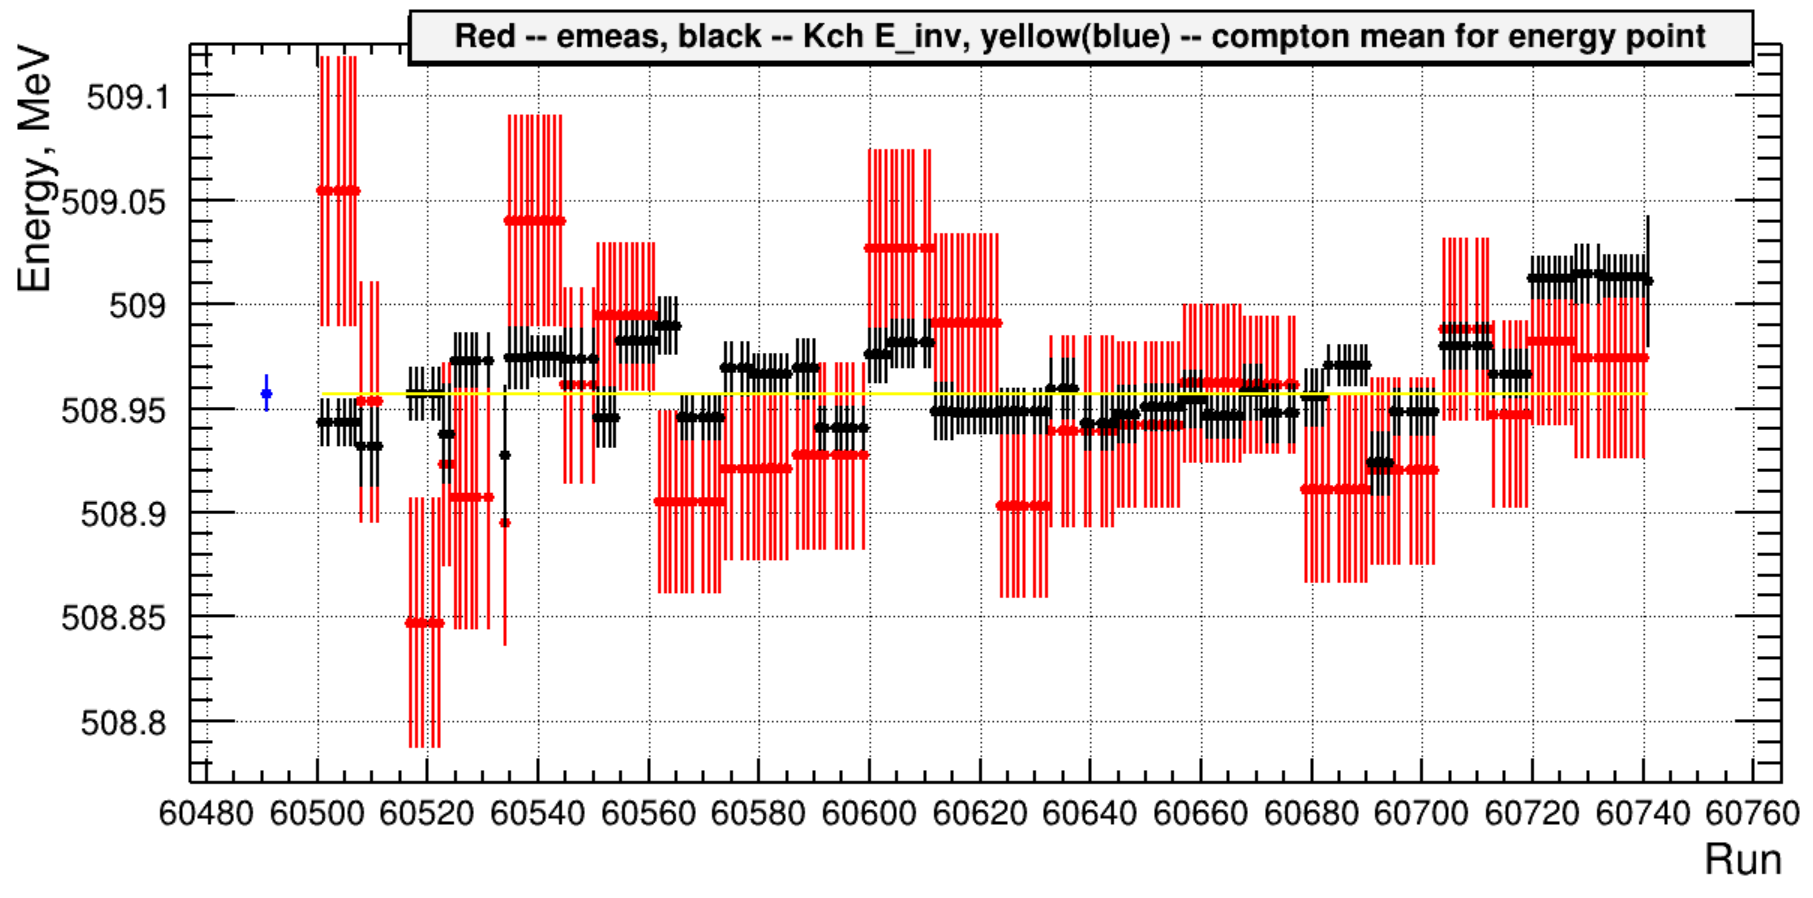 Red -- emeas, black -- Kch E_inv, yellow(blue) -- compton mean for energy point
Energy, MeV
509.1
509.05
509
508.95
508.9
508.85
508.8
60480 60500 60520 60540 60560 60580 60600 60620 60640 60660 60680 60700 60720 60740 60760
Run